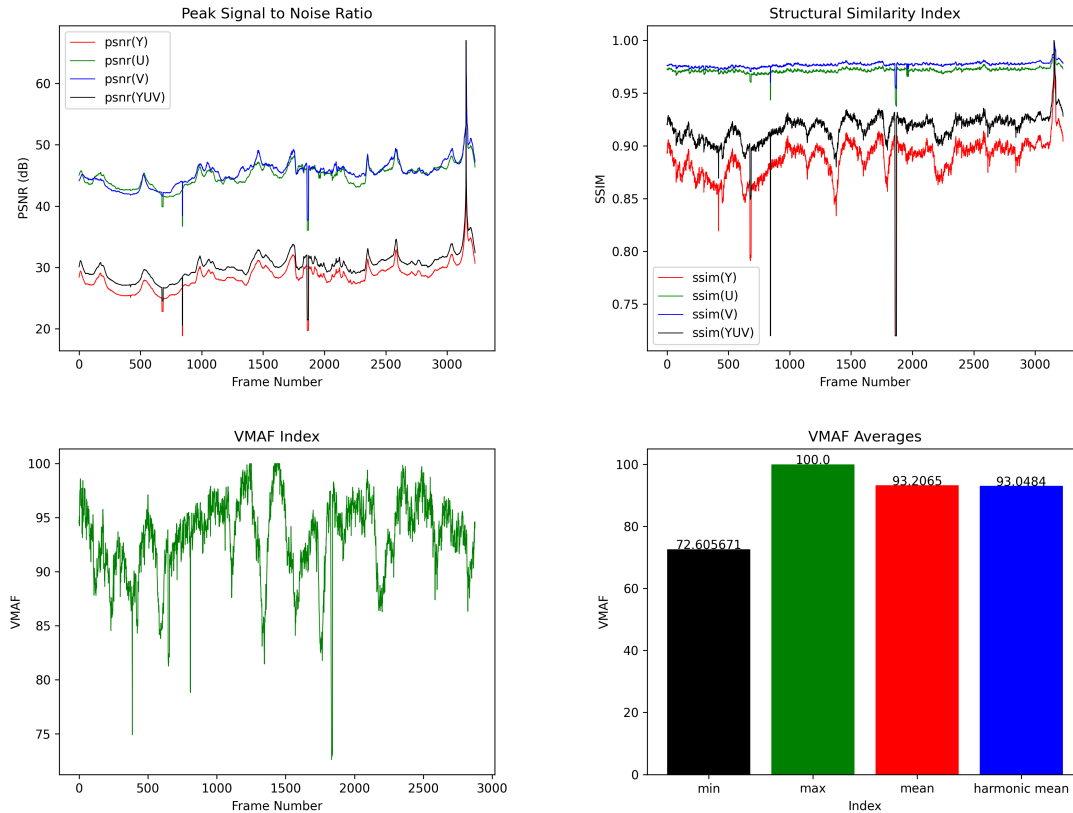 Peak Signal to Noise Ratio
psnr(Y)
psnr(U)
psnr(V)
psnr(YUV)
PSNR (dB)
60
50
40
30
20
0 500 1000 1500 2000 2500 3000
Frame Number
Structural Similarity Index
SSIM
1.00
0.95
0.90
0.85
0.80
0.75
ssim(Y)
ssim(U)
ssim(V)
ssim(YUV)
0 500 1000 1500 2000 2500 3000
Frame Number
VMAF Index
VMAF
100
95
90
85
80
75
0 500 1000 1500 2000 2500 3000
Frame Number
VMAF Averages
VMAF
100
80
60
40
20
0
72.605671
100.0
93.2065
93.0484
min max mean harmonic mean
Index